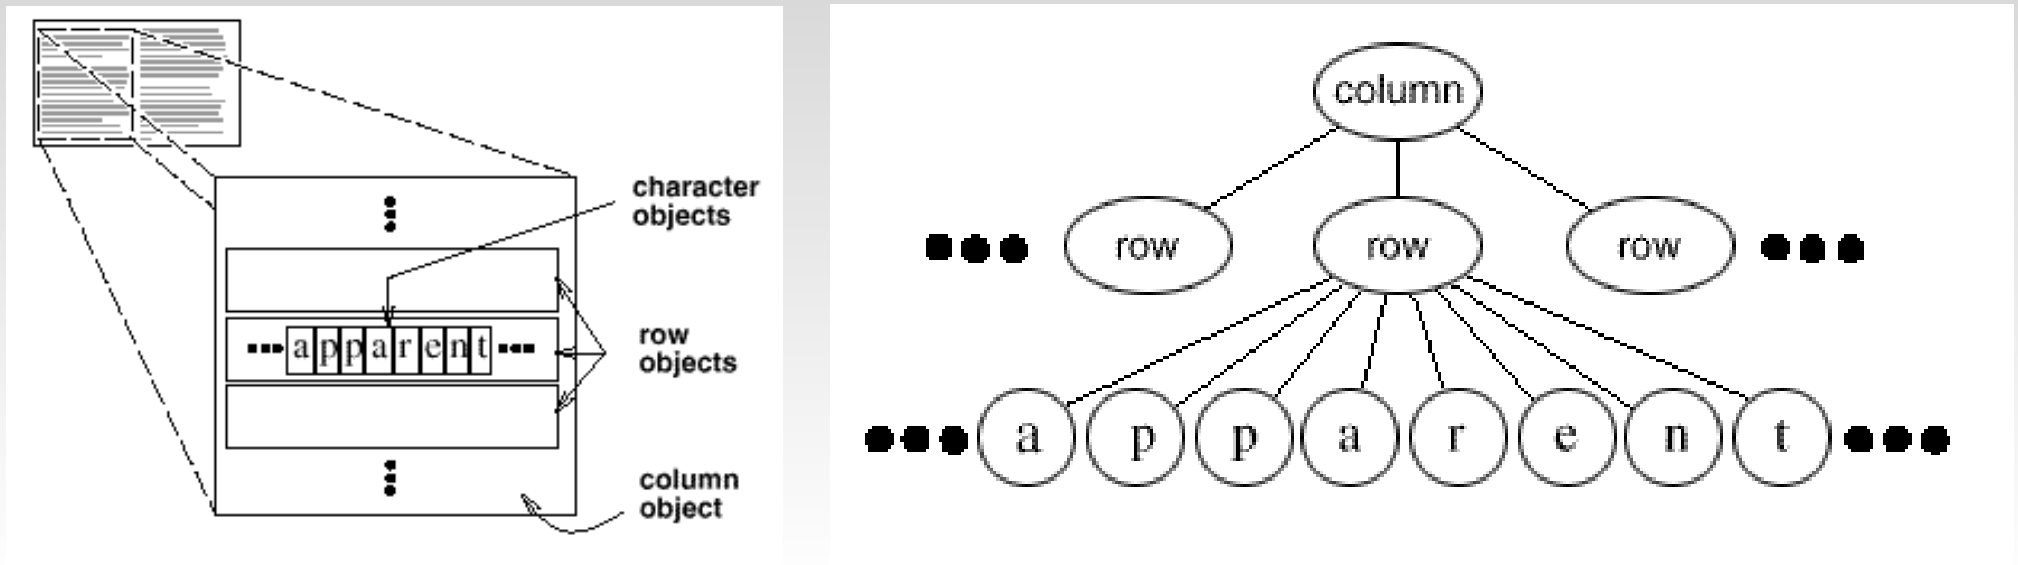 character
objects
a p p a r e n t
row
objects
column
object
column
row row row
a p p a r e n t